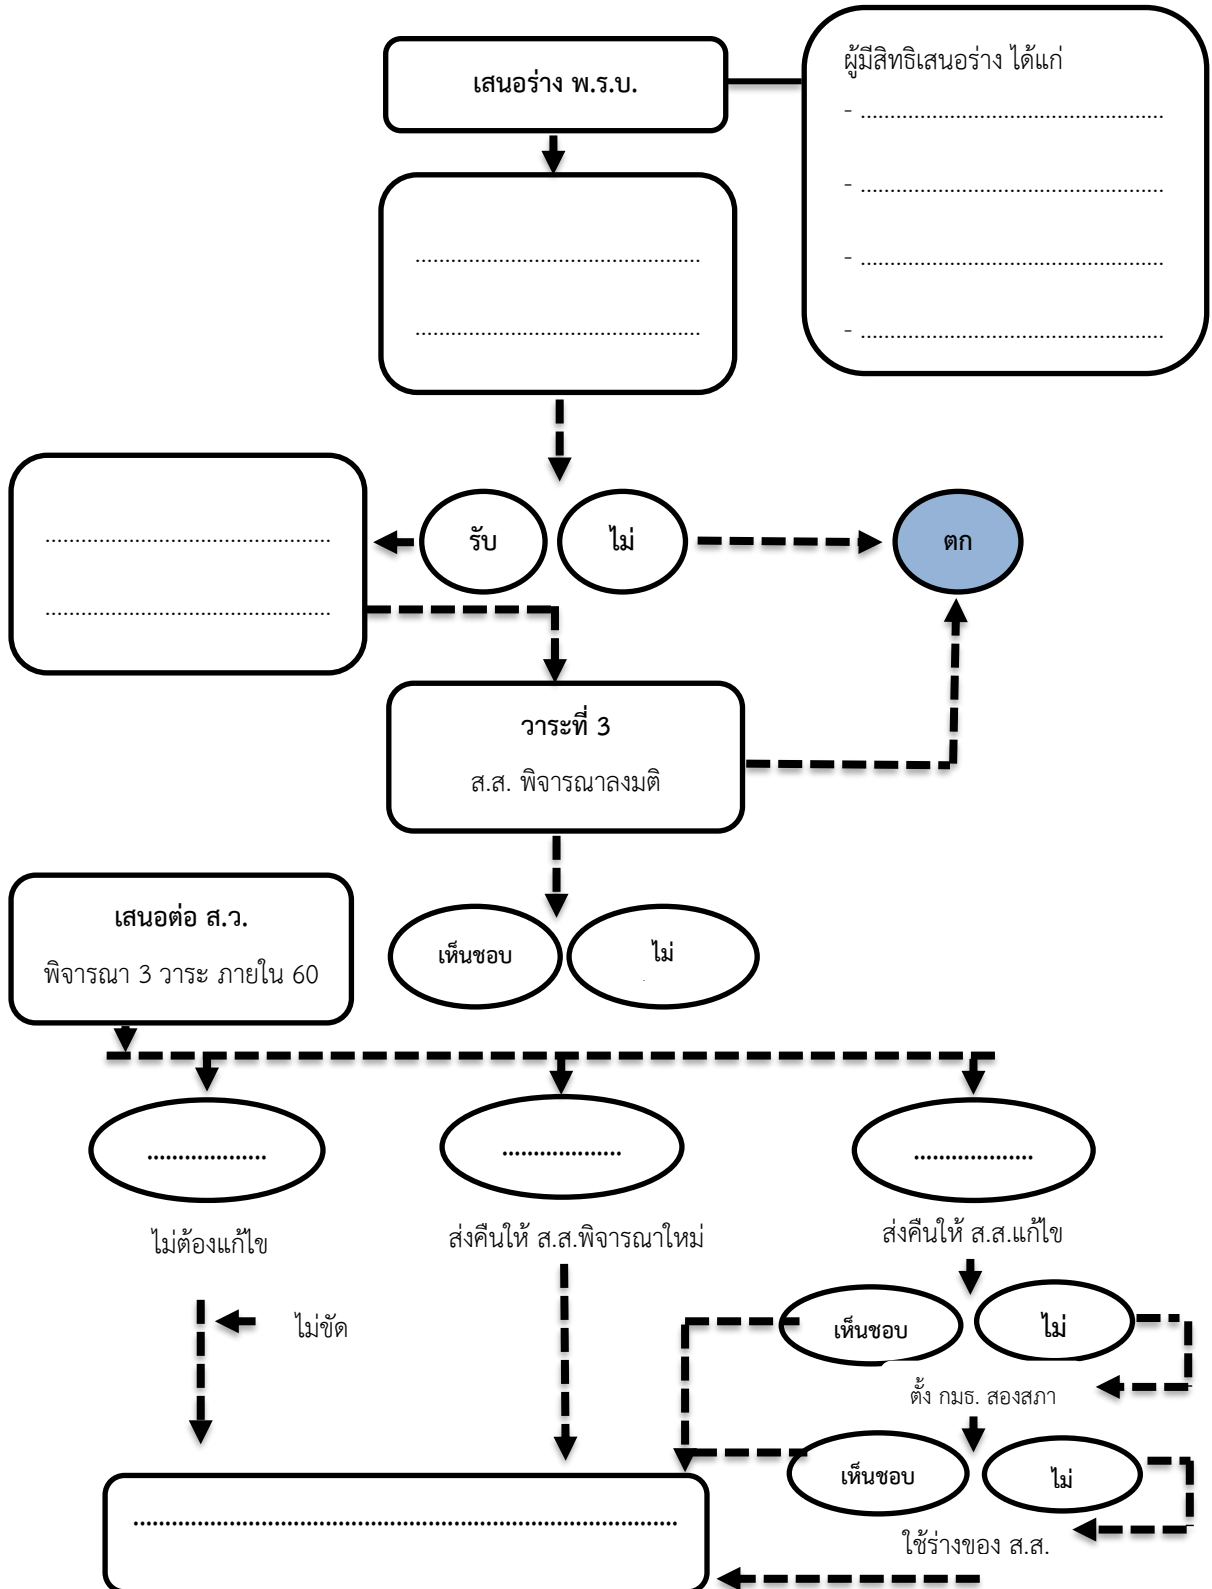 เสนอร่าง พ.ร.บ.
ผู้มีสิทธิเสนอร่าง ได้แก่
- ....................................................
- ....................................................
- ....................................................
- ....................................................
.................................................
.................................................
.................................................
.................................................
รับ
ไม่
ตก
วาระที่ 3
ส.ส. พิจารณาลงมติ
เสนอต่อ ส.ว.
พิจารณา 3 วาระ ภายใน 60
เห็นชอบ
ไม่
...................
...................
...................
ไม่ต้องแก้ไข
ส่งคืนให้ ส.ส.พิจารณาใหม่
ส่งคืนให้ ส.ส.แก้ไข
ไม่ขัด
เห็นชอบ
ไม่
ตั้ง กมธ. สองสภา
เห็นชอบ
ไม่
ใช้ร่างของ ส.ส.
.......................................................................................